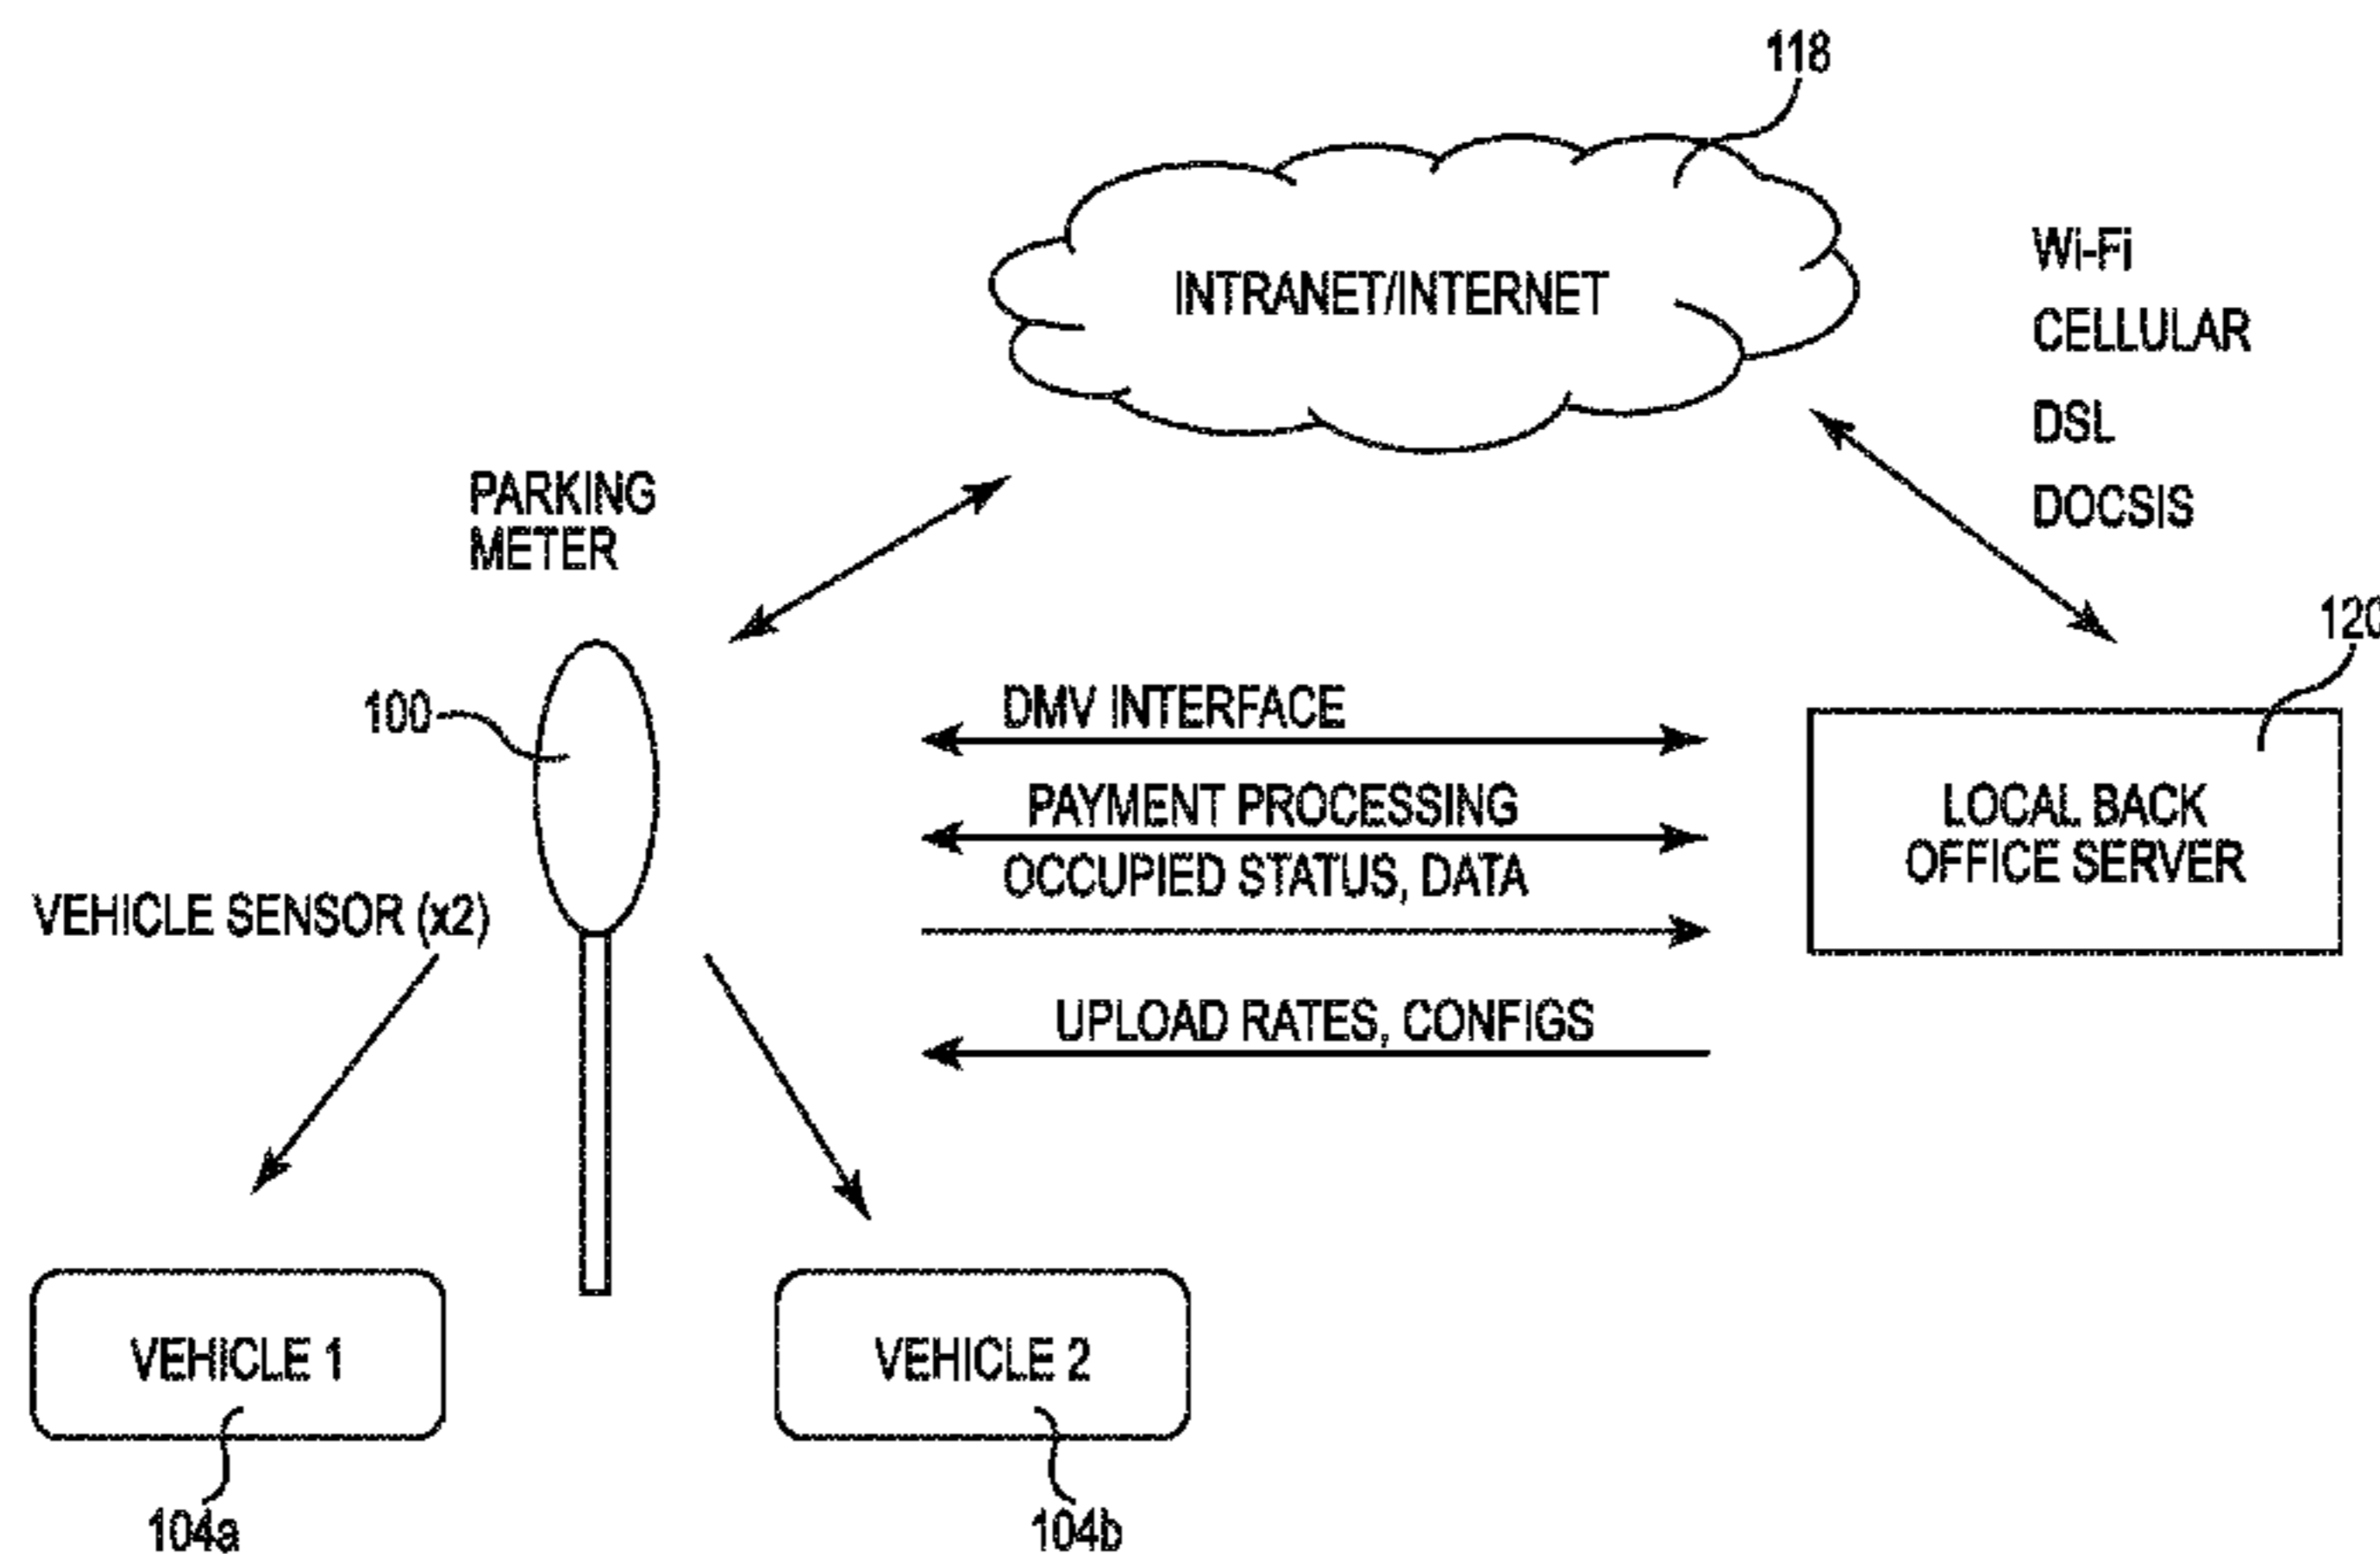 118
INTRANET/INTERNET
Wi-Fi
CELLULAR
DSL
DOCSIS
PARKING
METER
100
120
DMV INTERFACE
PAYMENT PROCESSING
OCCUPIED STATUS, DATA
UPLOAD RATES, CONFIGS
LOCAL BACK
OFFICE SERVER
VEHICLE SENSOR (x2)
VEHICLE 1
VEHICLE 2
104a
104b